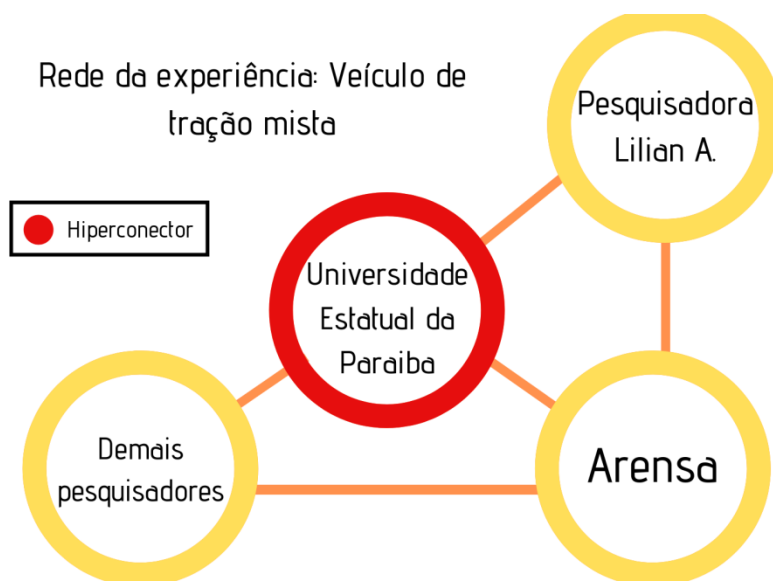 Rede da experiência: Veículo de
tração mista
Pesquisadora
Lilian A.
Hiperconector
Universidade
Estatual da
Paraiba
Demais
pesquisadores
Arensa